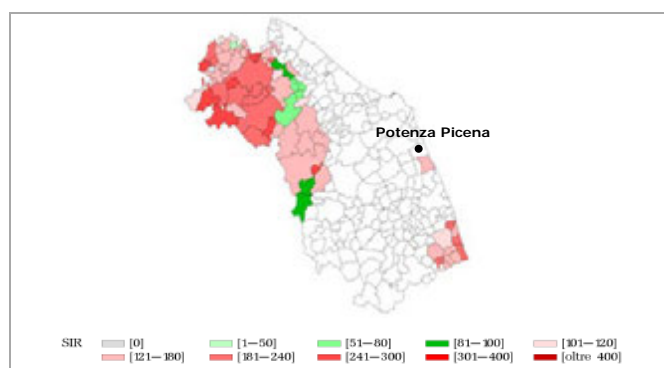 Potenza Picena
SIR [0] [1—50] [51—80] [81—100] [101—120]
[121—180] [181—240] [241—300] [301—400] [oltre 400]